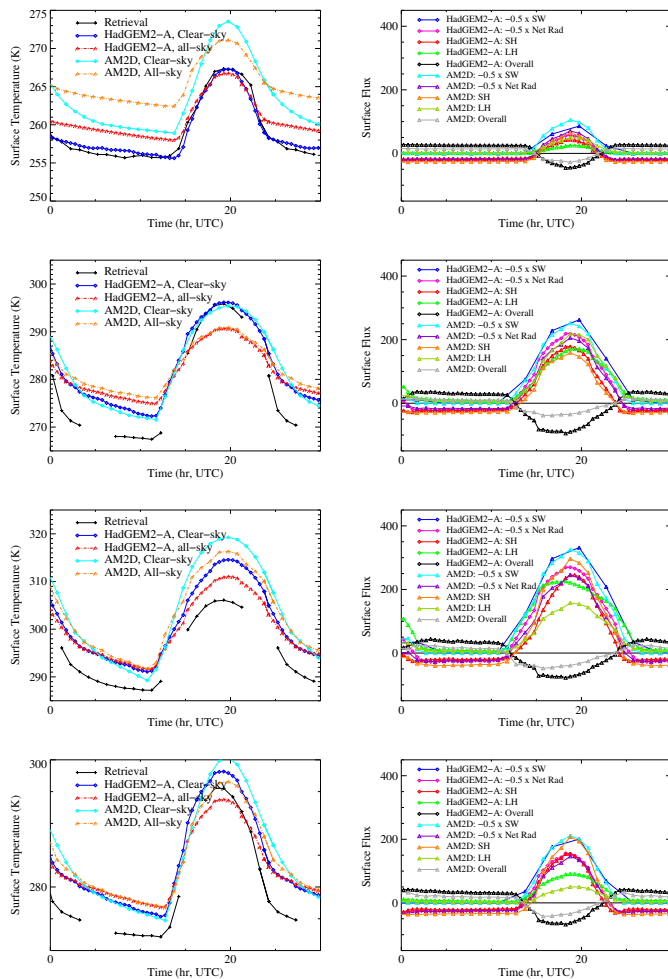 275
270
265
260
255
250
Surface Temperature (K)
Retrieval
HadGEM2−A, Clear−sky
HadGEM2−A, all−sky
AM2D, Clear−sky
AM2D, All−sky
0
20
Time (hr, UTC)
Surface Flux
400
200
0
HadGEM2−A: −0.5 x SW
HadGEM2−A: −0.5 x Net Rad
HadGEM2−A: SH
HadGEM2−A: LH
HadGEM2−A: Overall
AM2D: −0.5 x SW
AM2D: −0.5 x Net Rad
AM2D: SH
AM2D: LH
AM2D: Overall
0
20
Time (hr, UTC)
300
290
280
270
Surface Temperature (K)
Retrieval
HadGEM2−A, Clear−sky
HadGEM2−A, all−sky
AM2D, Clear−sky
AM2D, All−sky
0
20
Time (hr, UTC)
Surface Flux
400
200
0
HadGEM2−A: −0.5 x SW
HadGEM2−A: −0.5 x Net Rad
HadGEM2−A: SH
HadGEM2−A: LH
HadGEM2−A: Overall
AM2D: −0.5 x SW
AM2D: −0.5 x Net Rad
AM2D: SH
AM2D: LH
AM2D: Overall
0
20
Time (hr, UTC)
320
310
300
290
Surface Temperature (K)
Retrieval
HadGEM2−A, Clear−sky
HadGEM2−A, all−sky
AM2D, Clear−sky
AM2D, All−sky
0
20
Time (hr, UTC)
Surface Flux
400
200
0
HadGEM2−A: −0.5 x SW
HadGEM2−A: −0.5 x Net Rad
HadGEM2−A: SH
HadGEM2−A: LH
HadGEM2−A: Overall
AM2D: −0.5 x SW
AM2D: −0.5 x Net Rad
AM2D: SH
AM2D: LH
AM2D: Overall
0
20
Time (hr, UTC)
300
280
Surface Temperature (K)
Retrieval
HadGEM2−A, Clear−sky
HadGEM2−A, all−sky
AM2D, Clear−sky
AM2D, All−sky
0
20
Time (hr, UTC)
Surface Flux
400
200
0
HadGEM2−A: −0.5 x SW
HadGEM2−A: −0.5 x Net Rad
HadGEM2−A: SH
HadGEM2−A: LH
HadGEM2−A: Overall
AM2D: −0.5 x SW
AM2D: −0.5 x Net Rad
AM2D: SH
AM2D: LH
AM2D: Overall
0
20
Time (hr, UTC)